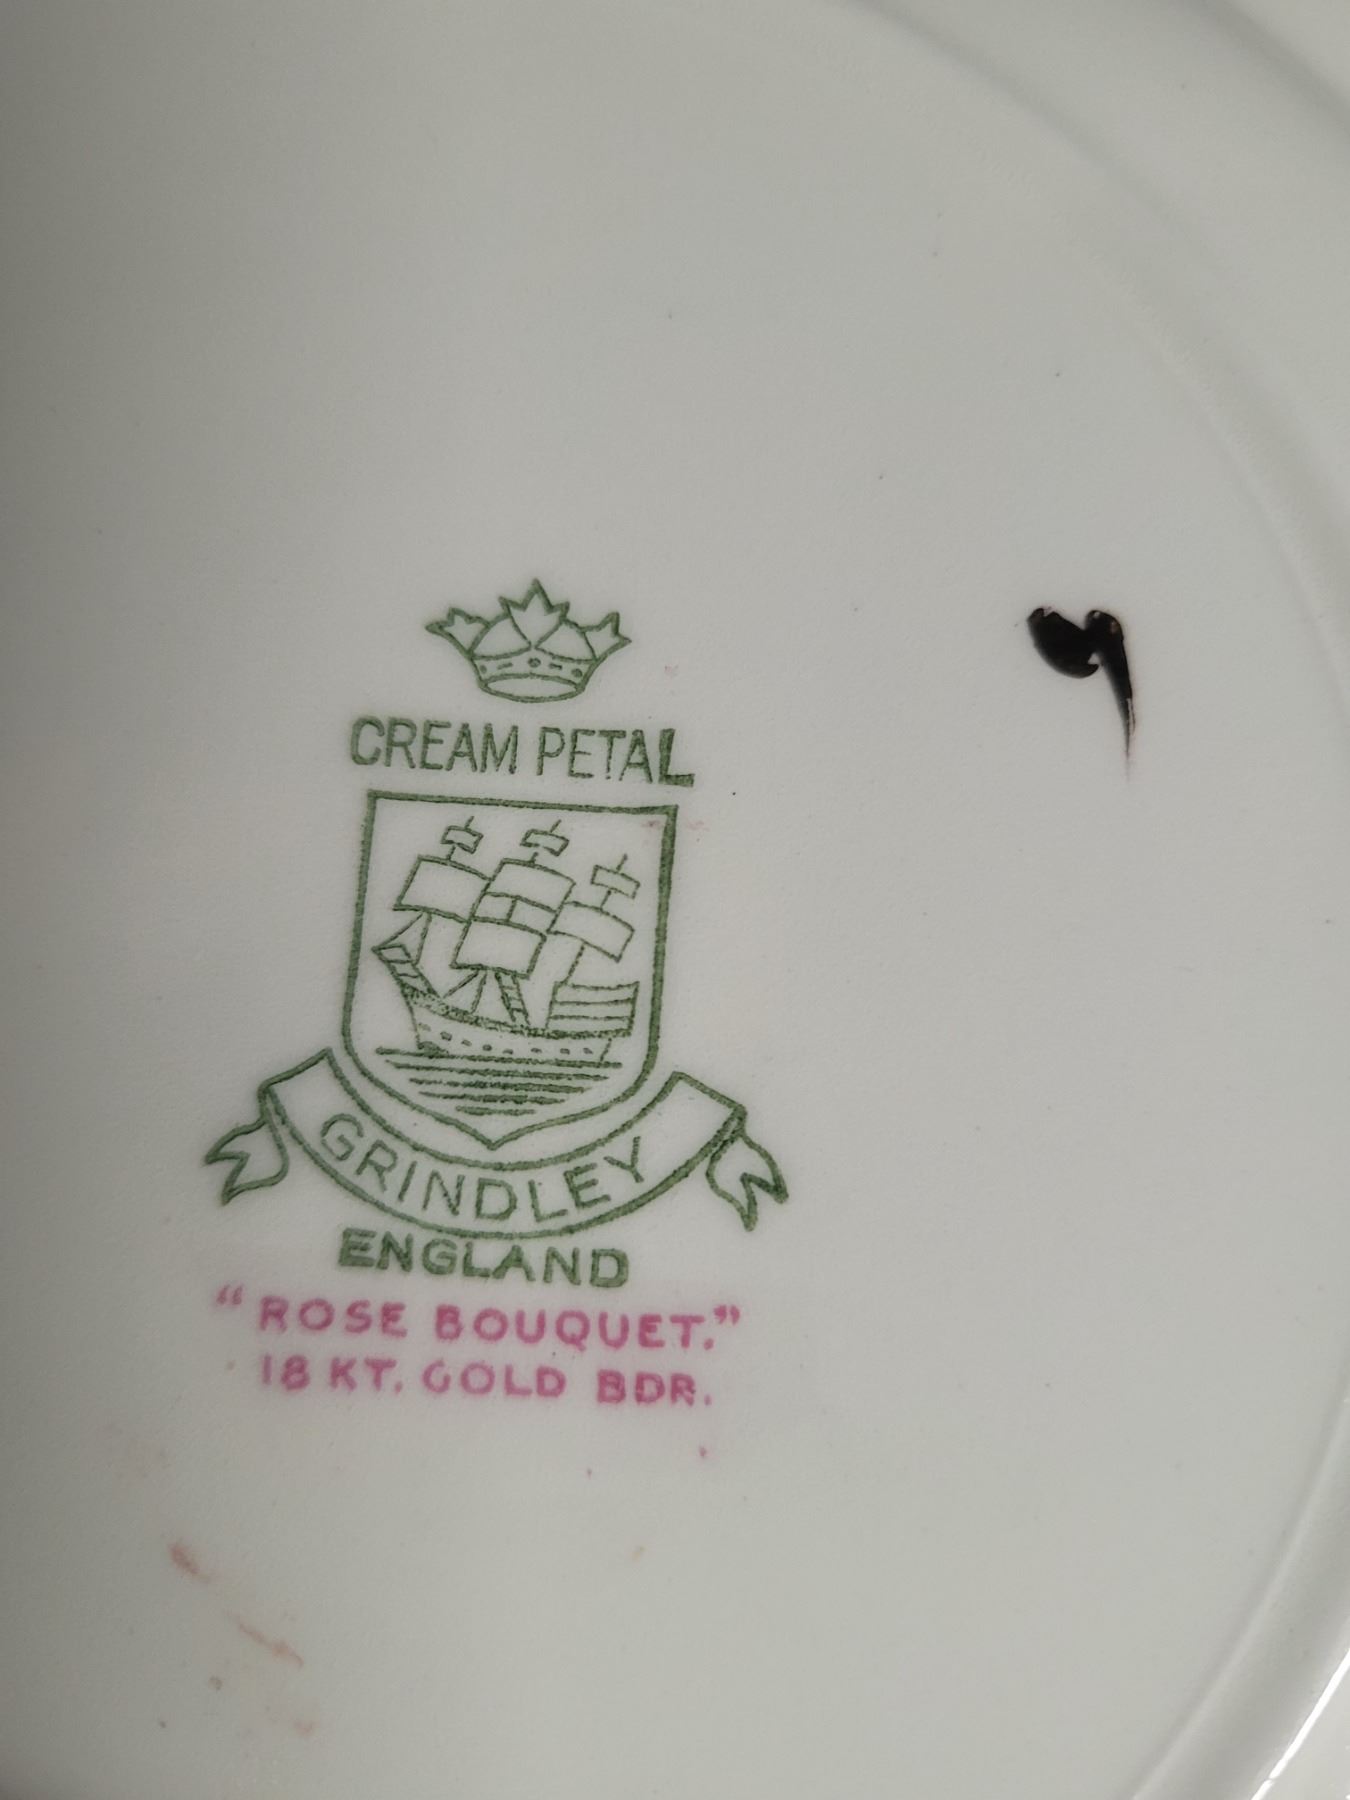 CREAM PETAL
GRINDLEY
ENGLAND
"ROSE BOUQUET."
18 KT. GOLD BDR.